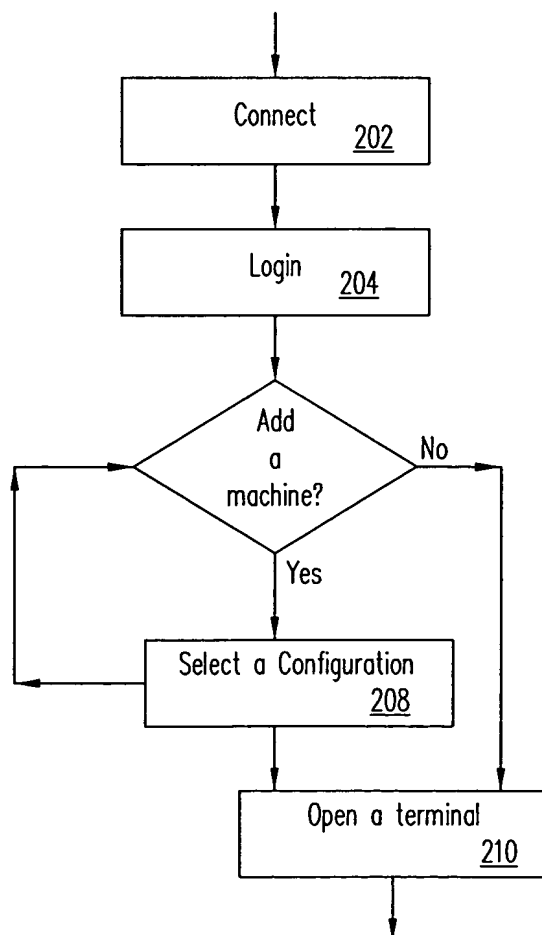 Connect
202
Login
204
Add
a
machine?
No
Yes
Select a Configuration
208
Open a terminal
210